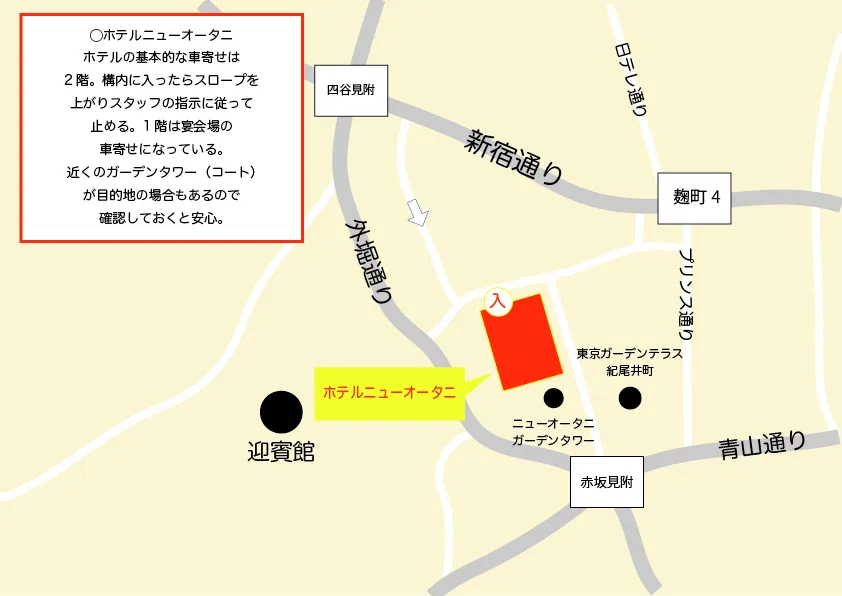 ◯ホテルニューオータニ
ホテルの基本的な車寄せは
２階。構内に入ったらスロープを
上がりスタッフの指示に従って
止める。１階は宴会場の
車寄せになっている。
近くのガーデンタワー（コート）
が目的地の場合もあるので
確認しておくと安心。
四谷見附
日テレ通り
新宿通り
麹町４
外堀通り
プリンス通り
入
東京ガーデンテラス
紀尾井町
ホテルニューオータニ
ニューオータニ
ガーデンタワー
迎賓館
青山通り
赤坂見附